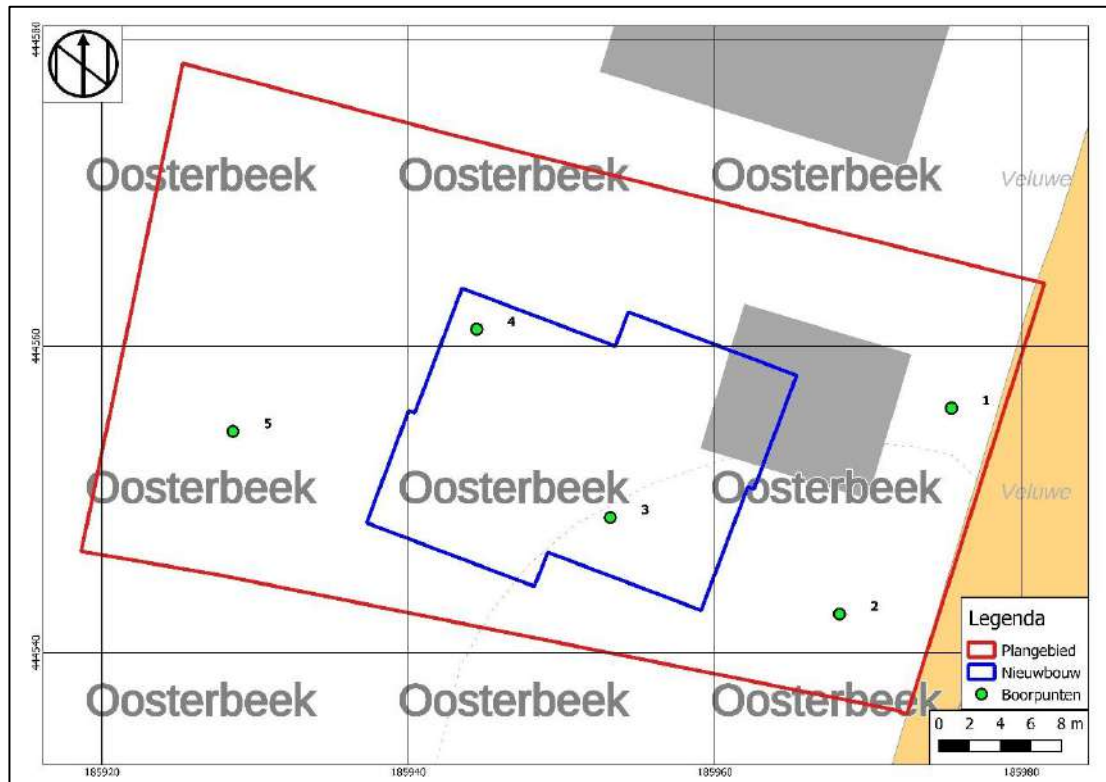 444580
Oosterbeek Oosterbeek Oosterbeek Veluwe
4
444560
1
5
Oosterbeek Oosterbeek Oosterbeek Veluwe
3
2
Legenda
Plangebied
Nieuwbouw
Boorpunten
444540
Oosterbeek Oosterbeek Oosterbeek
0 2 4 6 8 m
185920 185940 185960 185980